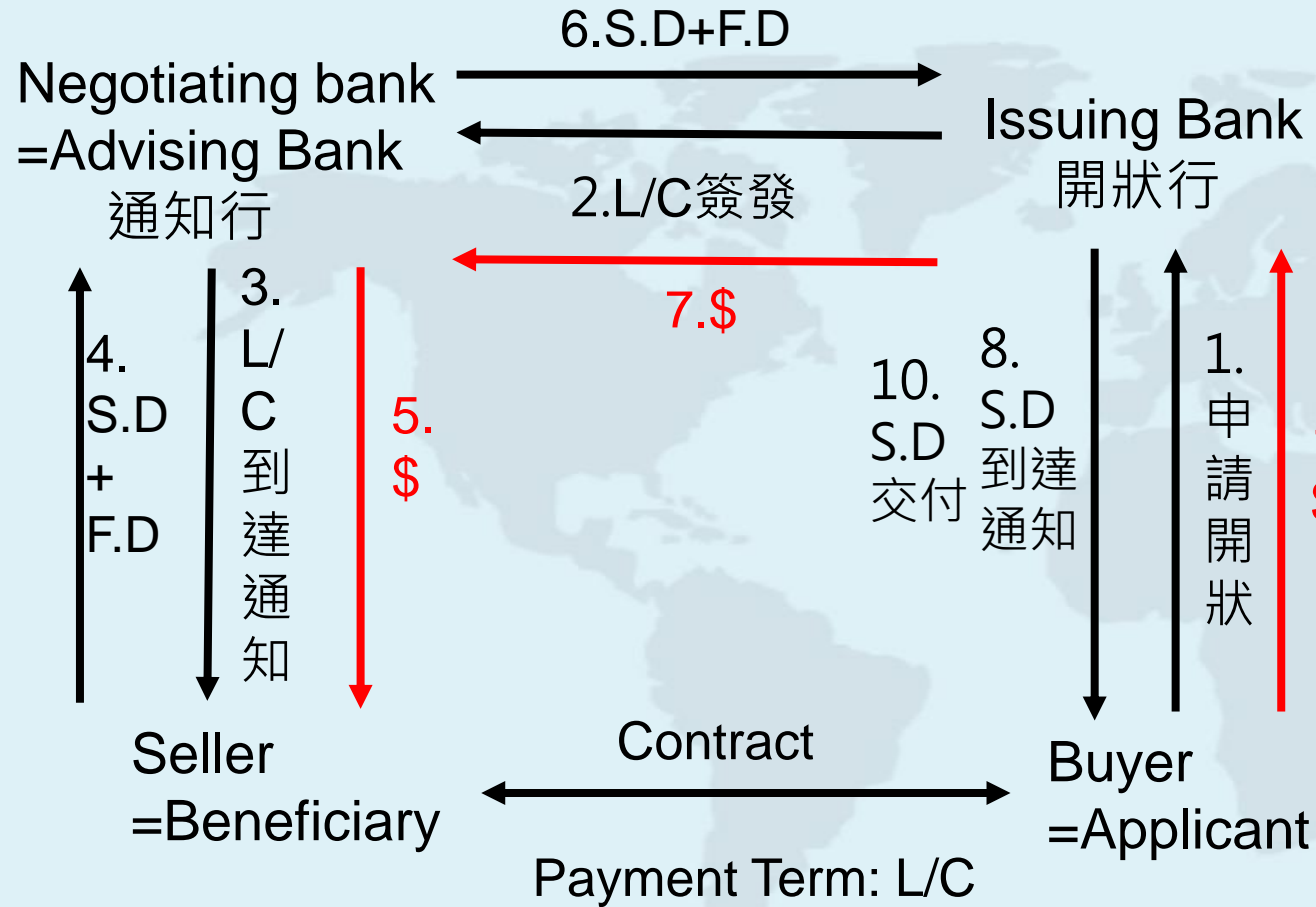 6.S.D+F.D
Negotiating bank
=Advising Bank
通知行
Issuing Bank
開狀行
2.L/C簽發
7.$
4.
S.D
+
F.D
3.
L/
C
到
達
通
知
5.
$
10.
S.D
交付
8.
S.D
到達
通知
1.
申
請
開
狀
Seller
=Beneficiary
Contract
Payment Term: L/C
Buyer
=Applicant